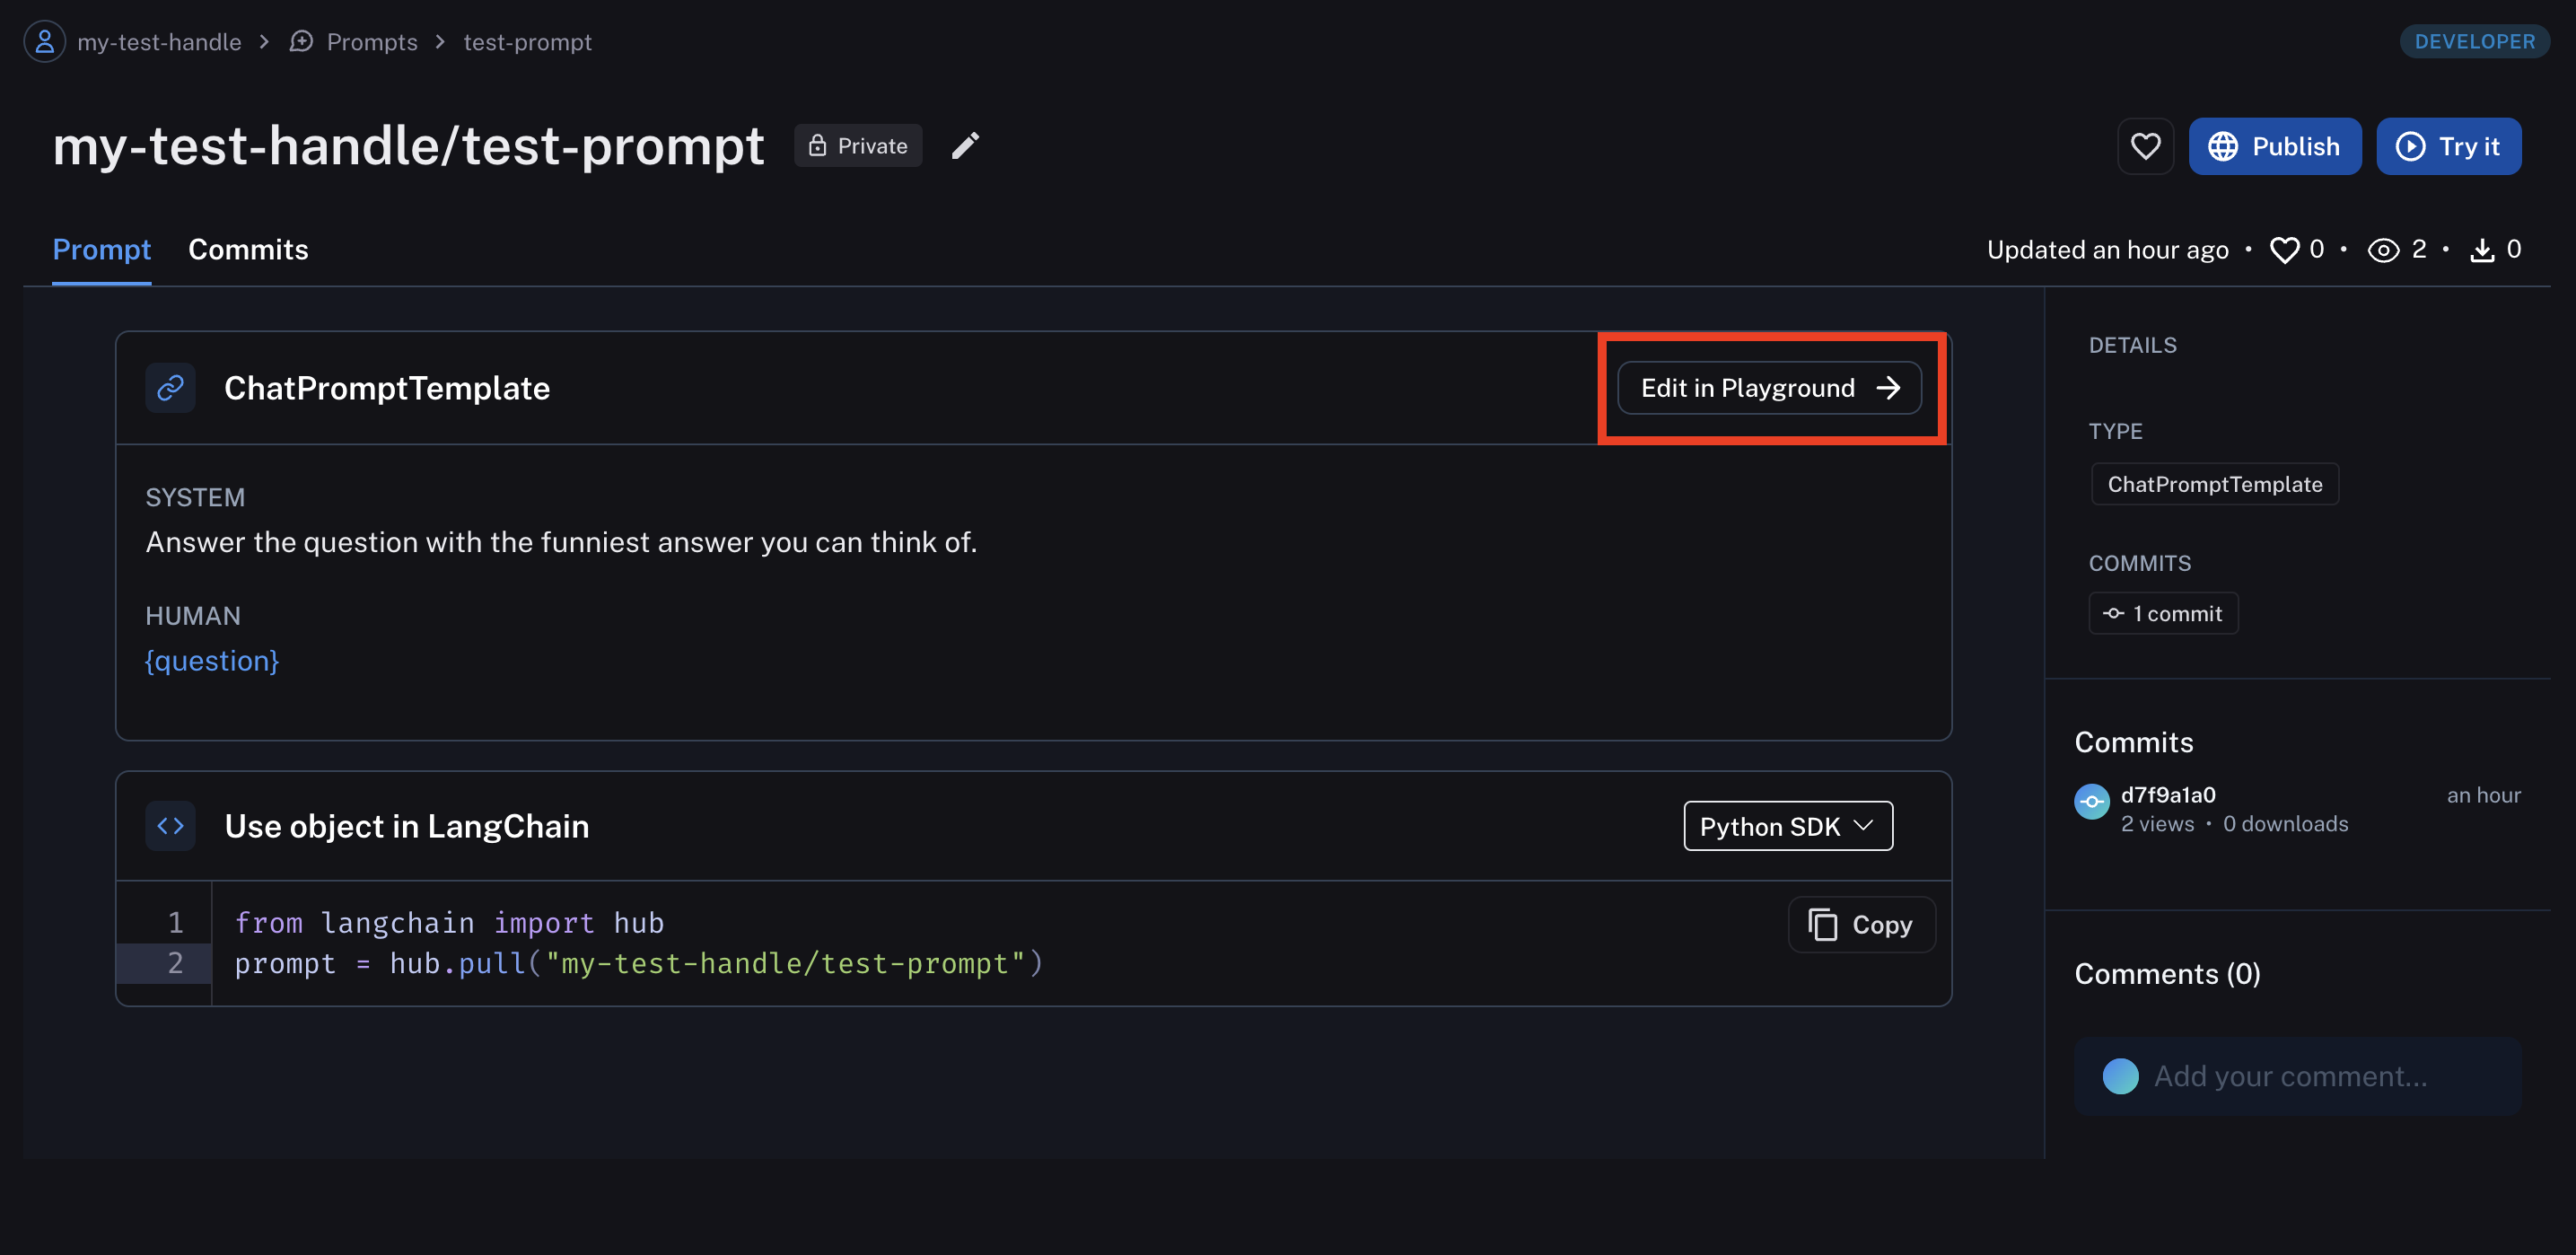 my-test-handle > Prompts > test-prompt
DEVELOPER
my-test-handle/test-prompt
Private
Publish
Try it
Prompt
Commits
Updated an hour ago • 0 • 2 • 0
ChatPromptTemplate
Edit in Playground →
SYSTEM
Answer the question with the funniest answer you can think of.
HUMAN
{question}
Use object in LangChain
Python SDK
1 from langchain import hub
2 prompt = hub.pull("my-test-handle/test-prompt")
Copy
DETAILS
TYPE
ChatPromptTemplate
COMMITS
1 commit
Commits
d7f9a1a0
an hour
2 views • 0 downloads
Comments (0)
Add your comment...